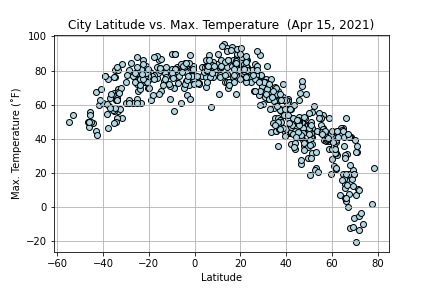 City Latitude vs. Max. Temperature  (Apr 15, 2021)
100
80
60
40
20
0
−20
Max. Temperature (˚F)
−60 −40 −20 0 20 40 60 80
Latitude